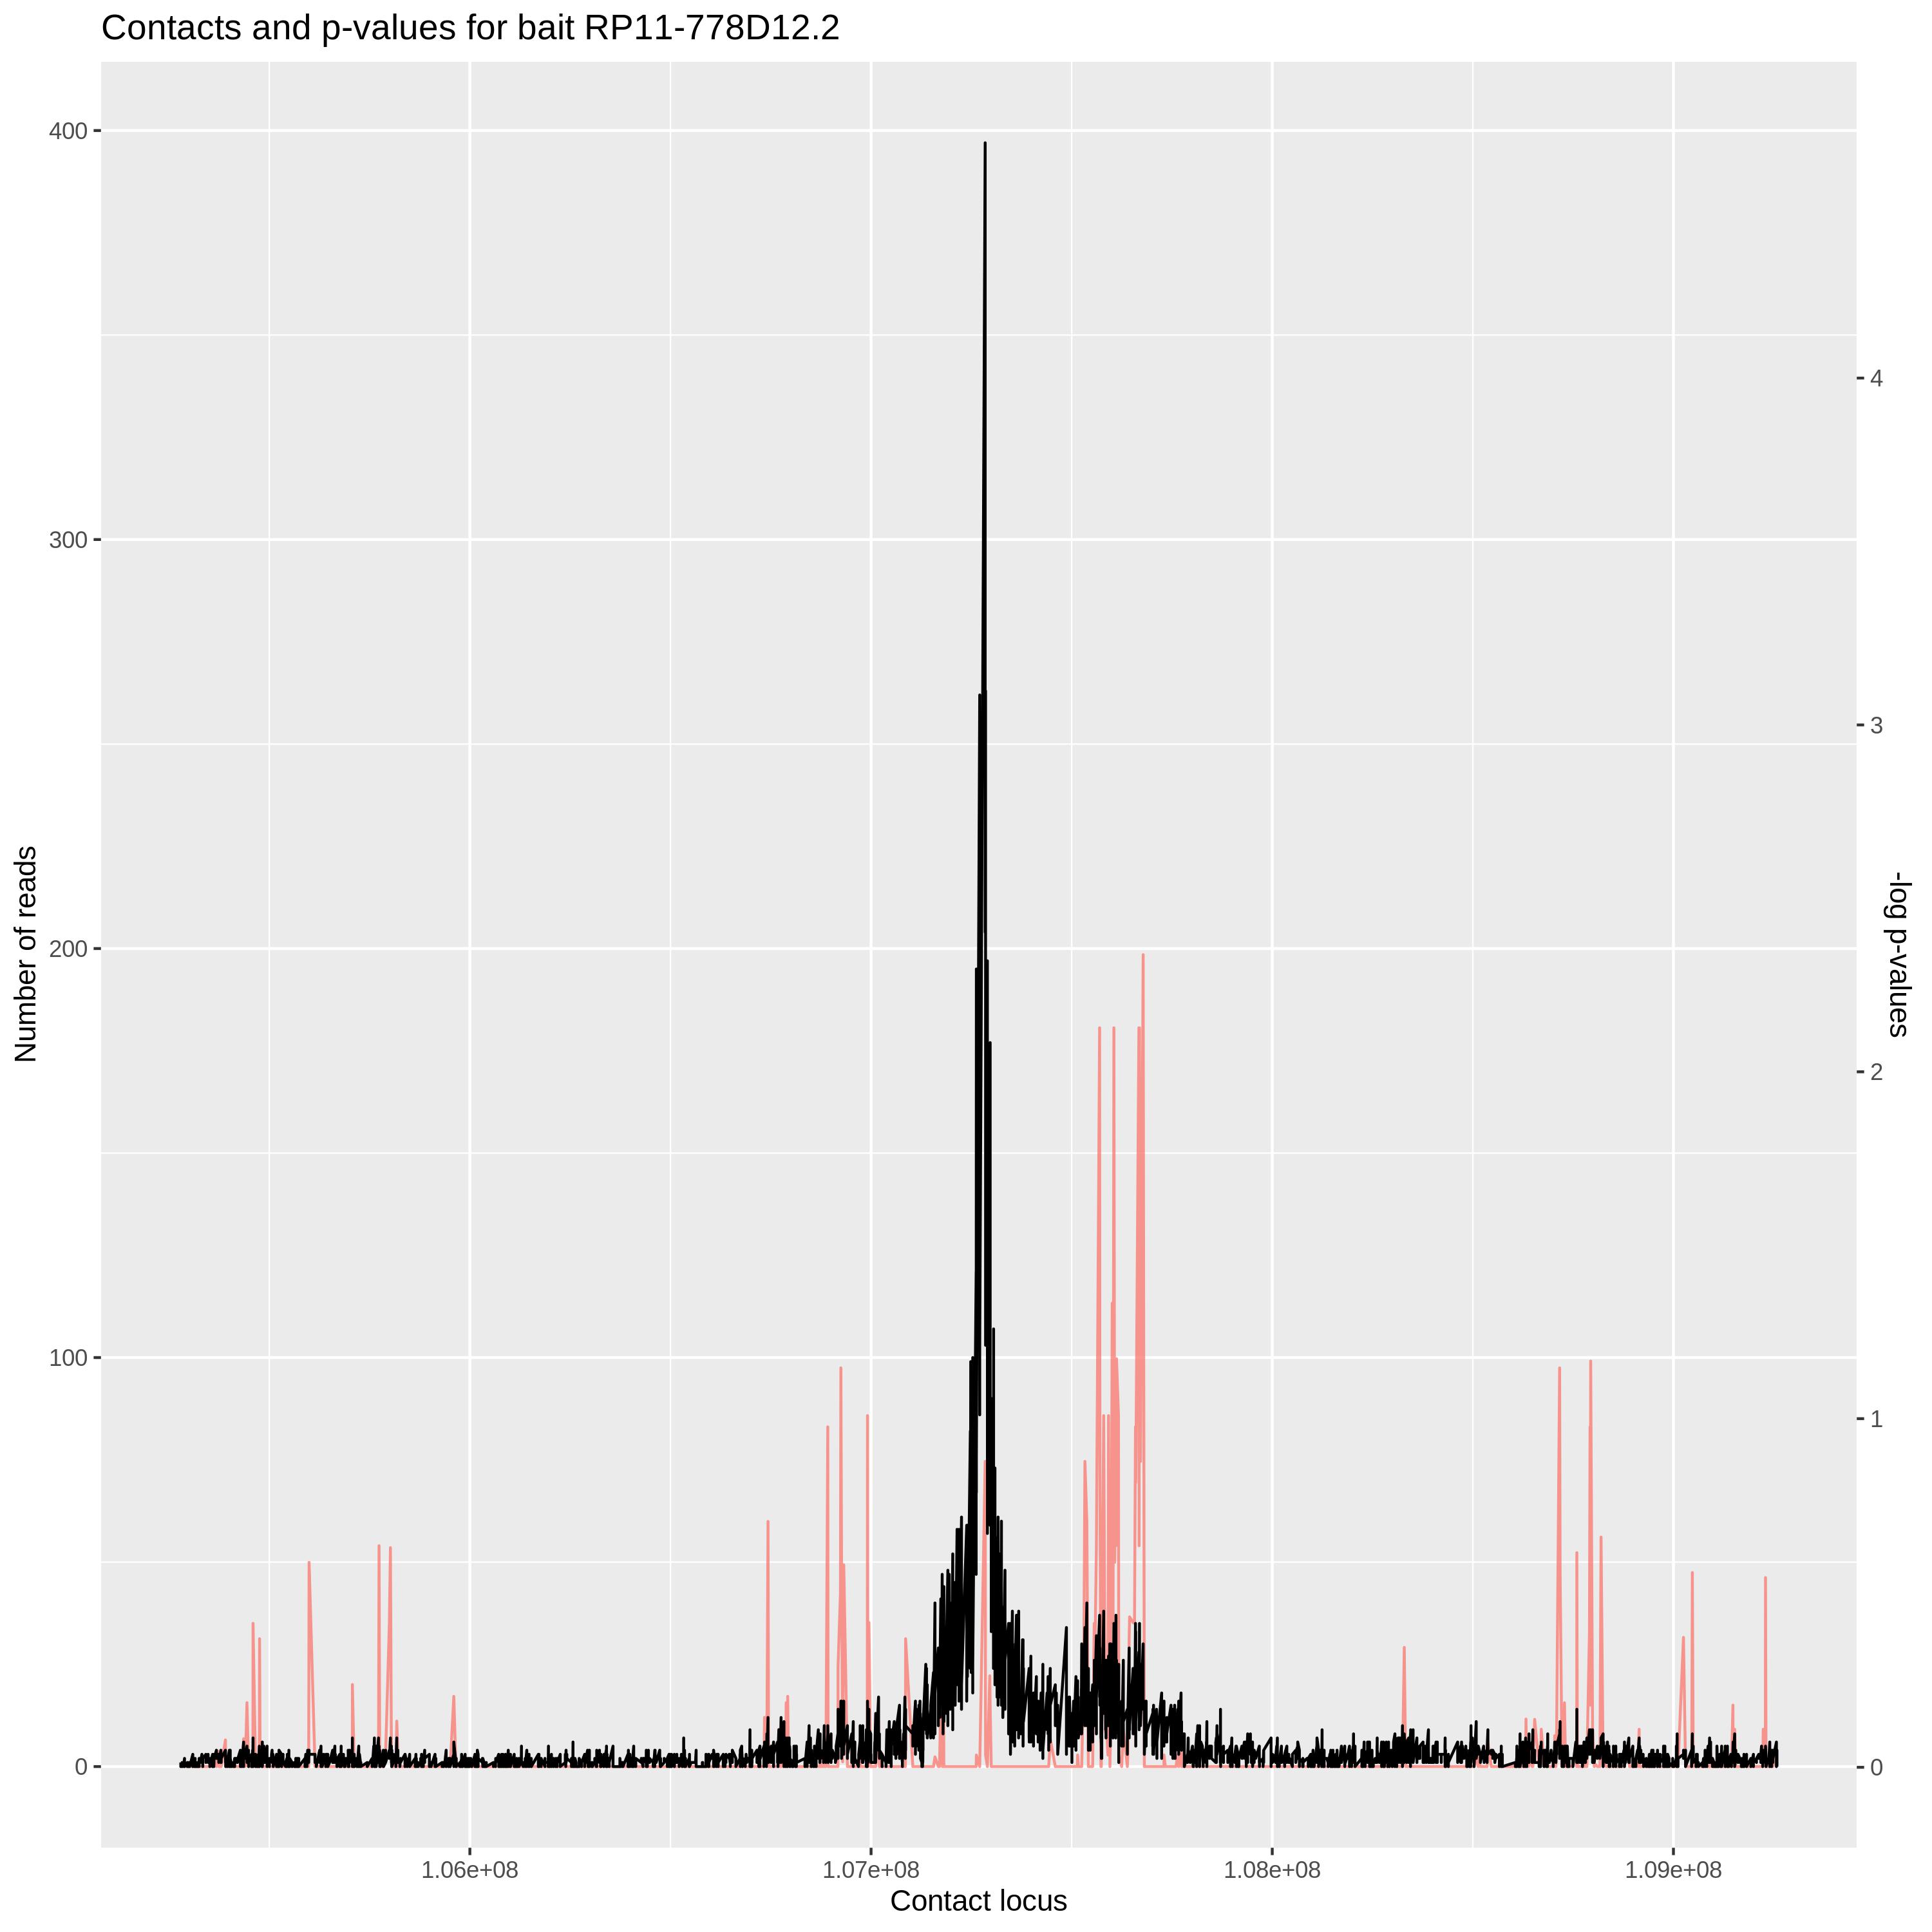 Contacts and p-values for bait RP11-778D12.2
400
300
200
100
0
Number of reads
4
3
2
1
0
-log p-values
1.06e+08
1.07e+08
1.08e+08
1.09e+08
Contact locus